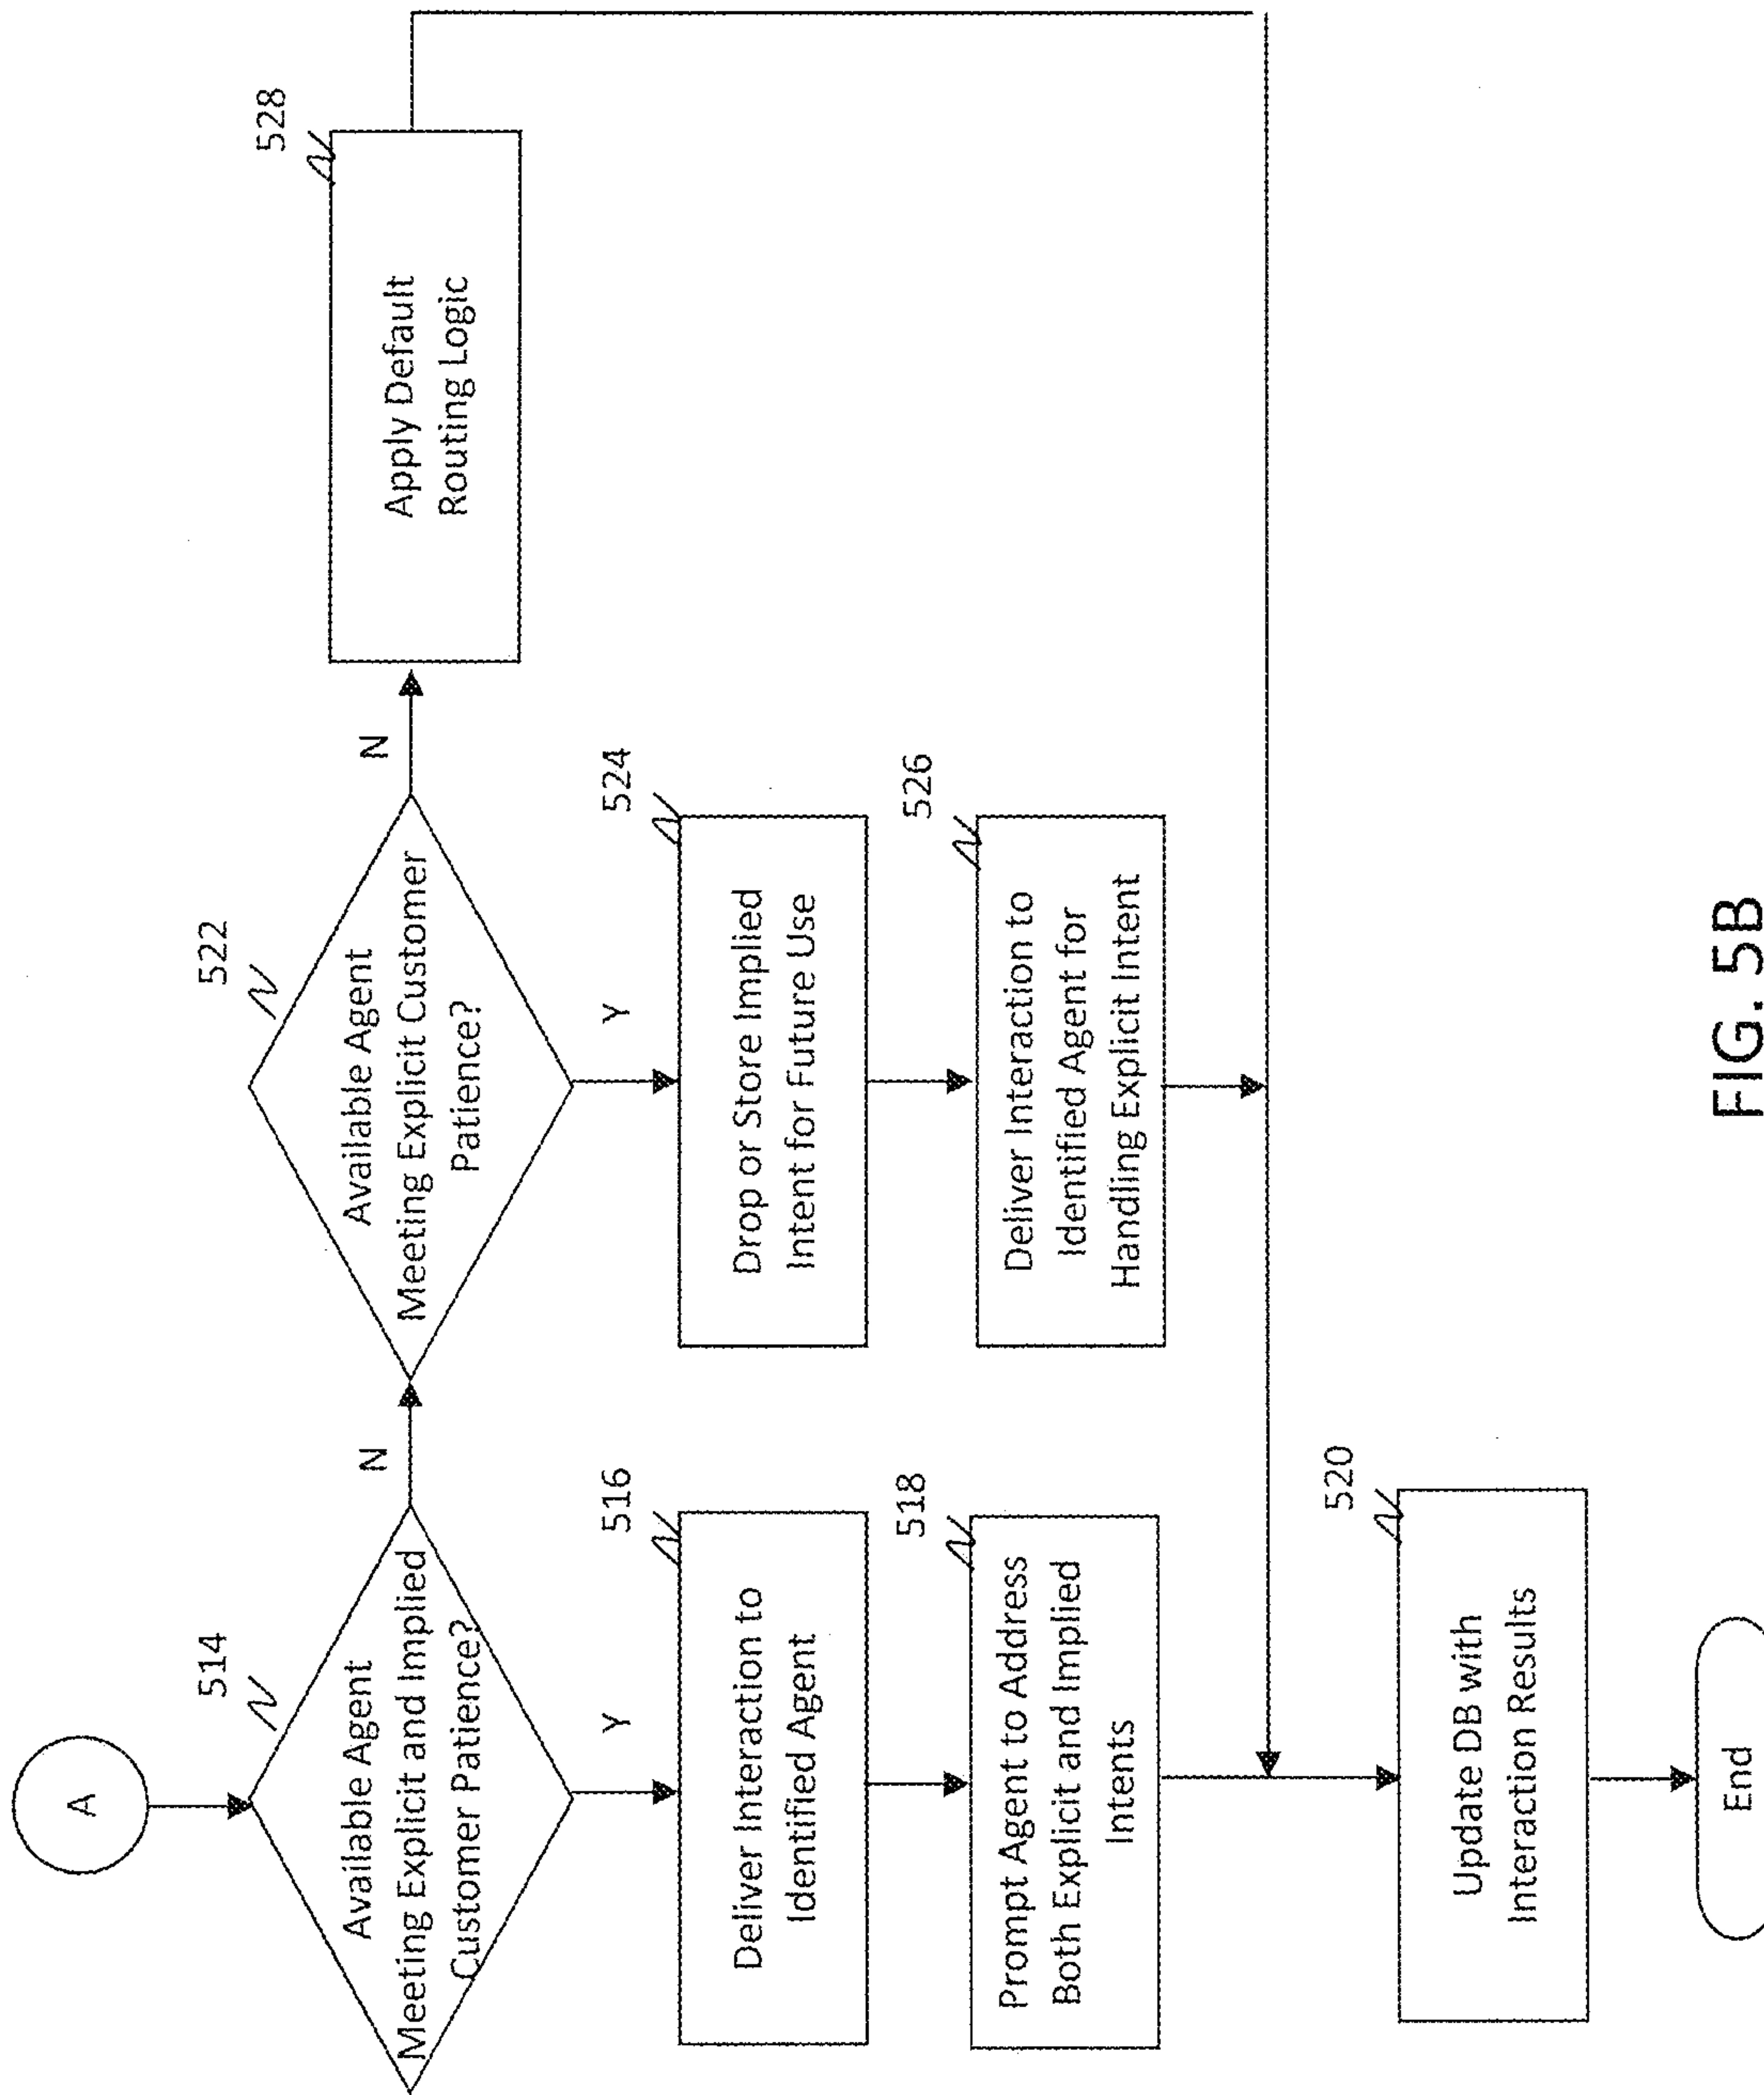 A
514
Available Agent
Meeting Explicit and Implied
Customer Patience?
N
522
Available Agent
Meeting Explicit Customer
Patience?
N
528
Apply Default
Routing Logic
Y
516
Deliver Interaction to
Identified Agent
518
Prompt Agent to Address
Both Explicit and Implied
Intents
Y
524
Drop or Store Implied
Intent for Future Use
526
Deliver Interaction to
Identified Agent for
Handling Explicit Intent
520
Update DB with
Interaction Results
End
FIG. 5B